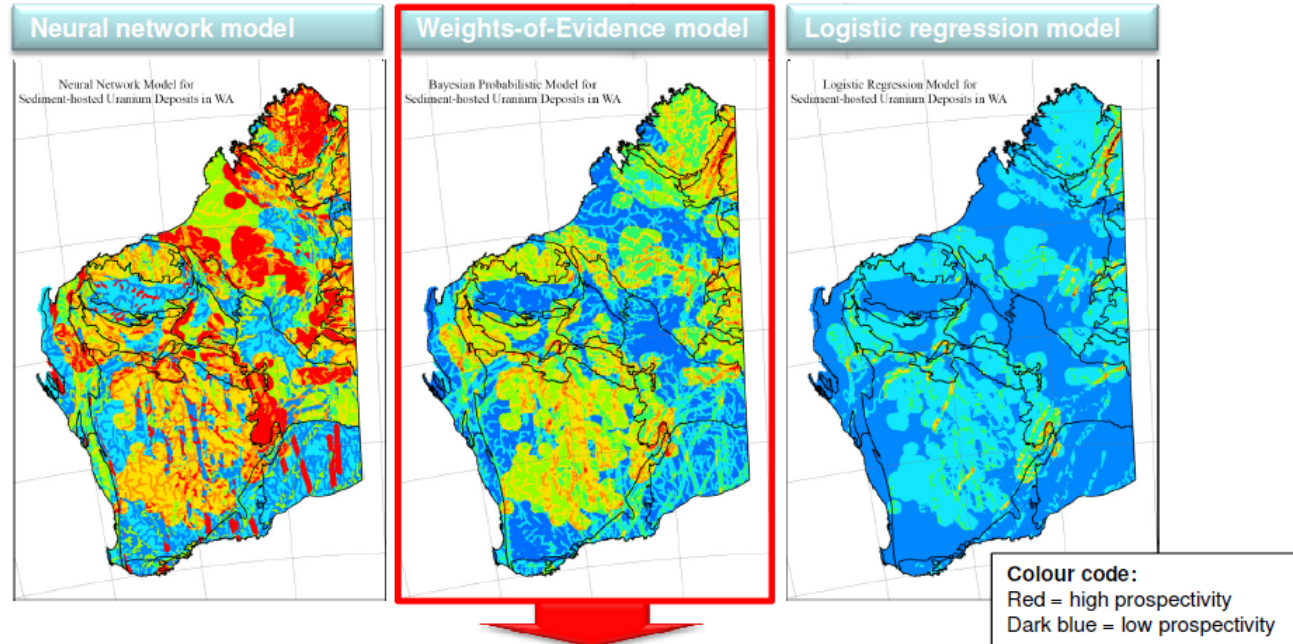 Neural network model
Weights-of-Evidence model
Logistic regression model
Neural Network Model for
Sediment-hosted Uranium Deposits in WA
Bayesian Probabilistic Model for
Sediment-hosted Uranium Deposits in WA
Logistic Regression Model for
Sediment-hosted Uranium Deposits in WA
Colour code:
Red = high prospectivity
Dark blue = low prospectivity